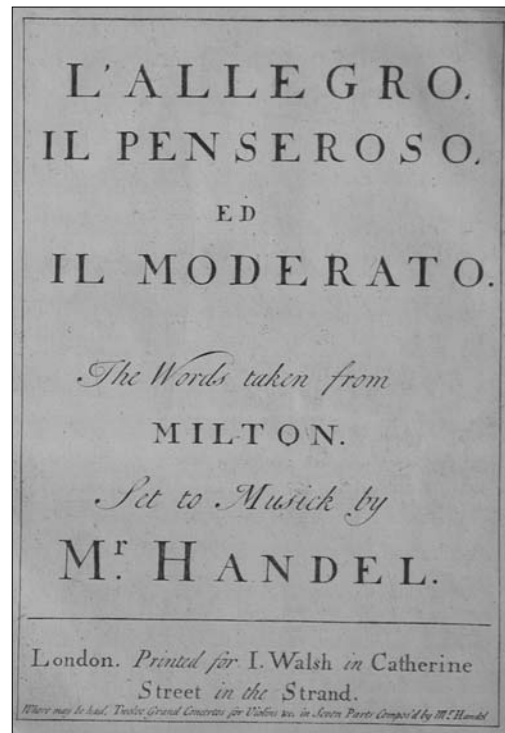 L'ALLEGRO,
IL PENSEROSO,
ED
IL MODERATO.
The Words taken from
MILTON.
Set to Musick by
Mr. HANDEL.
London. Printed for I. Walsh in Catherine
Street in the Strand.
Where may be had, Twelve Grand Concertos for Violins &c. in Seven Parts Compos'd by Mr. Handel